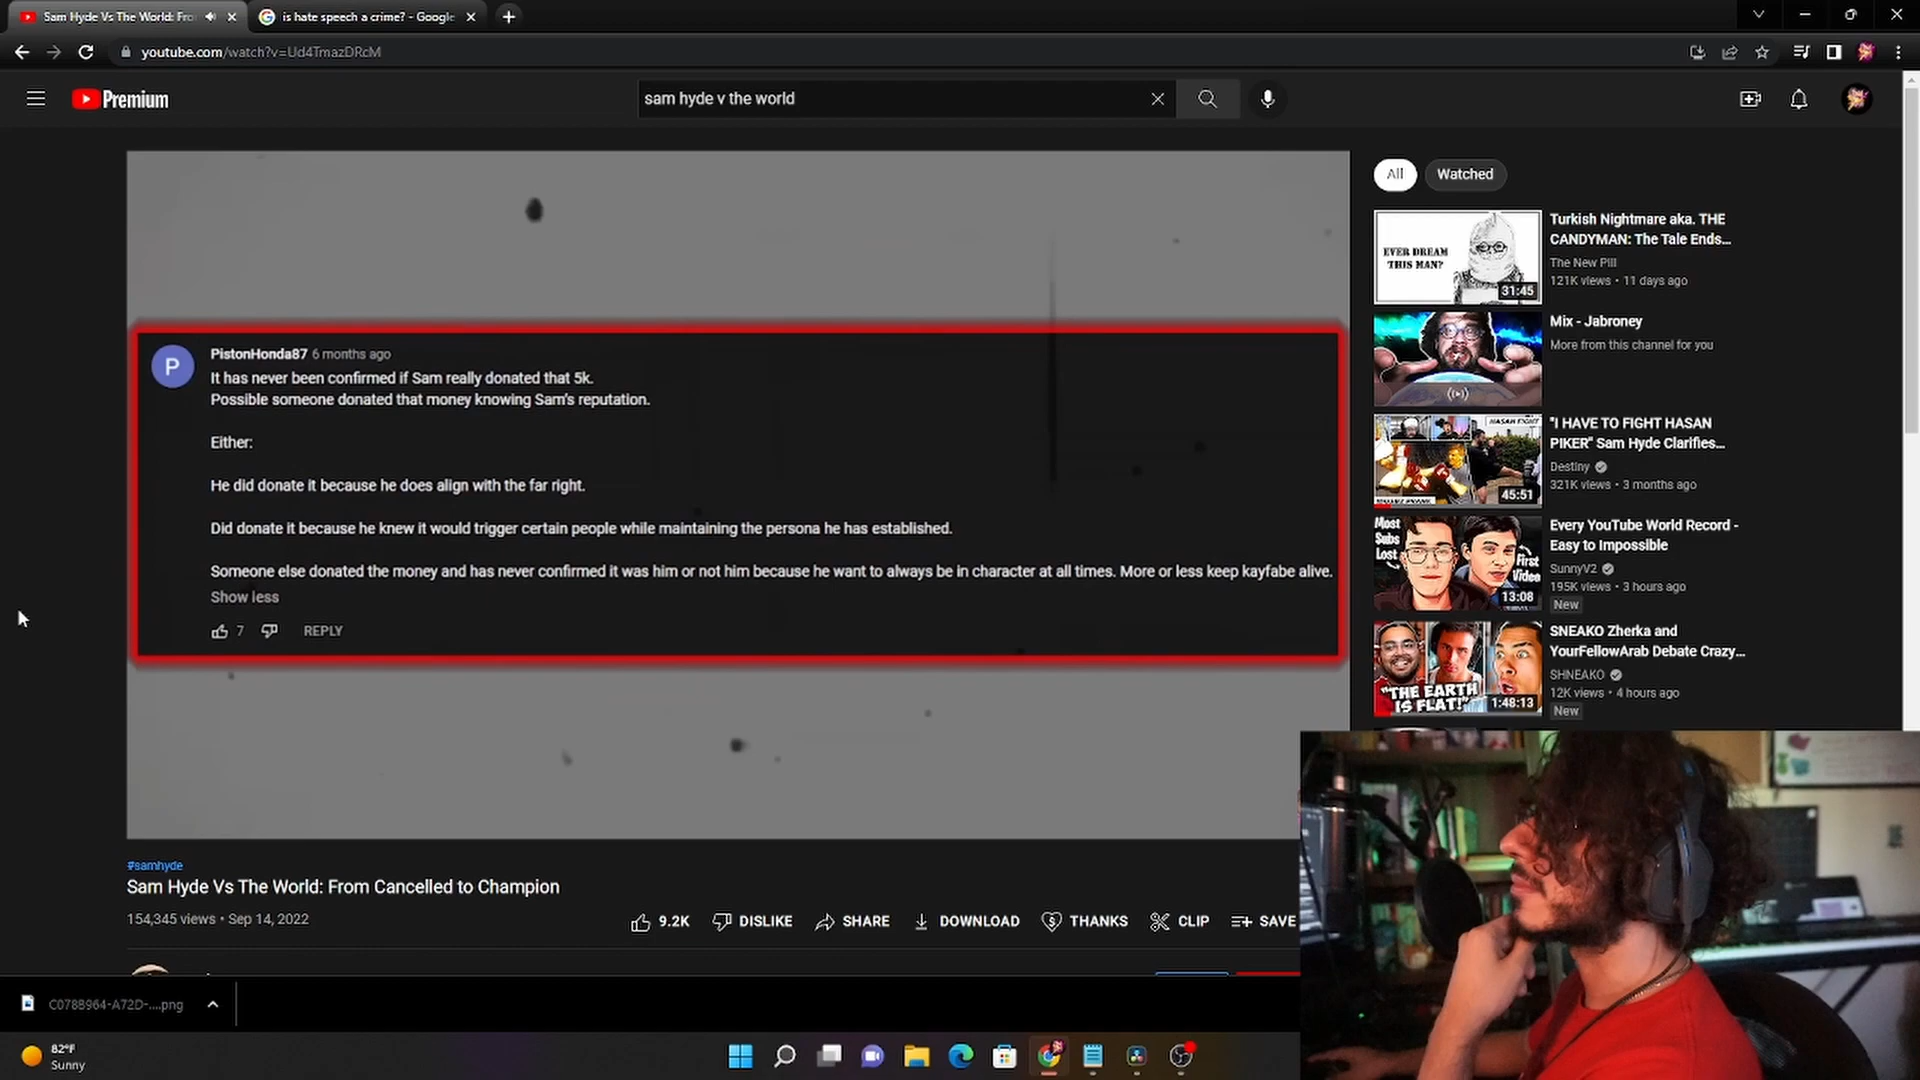 Sam Hyde Vs The World: Fro
is hate speech a crime? - Google
youtube.com/watch?v=Ud4TmazDRcM
Premium
sam hyde v the world
All
Watched
PistonHonda87 6 months ago
P
It has never been confirmed if Sam really donated that 5k.
Possible someone donated that money knowing Sam's reputation.
Either:
He did donate it because he does align with the far right.
Did donate it because he knew it would trigger certain people while maintaining the persona he has established.
Someone else donated the money and has never confirmed it was him or not him because he want to always be in character at all times. More or less keep kayfabe alive.
Show less
7
REPLY
EVER DREAM
THIS MAN?
31:45
Turkish Nightmare aka. THE
CANDYMAN: The Tale Ends...
The New Pill
121K views • 11 days ago
Mix - Jabroney
More from this channel for you
HASAN FIGHT
45:51
"I HAVE TO FIGHT HASAN
PIKER" Sam Hyde Clarifies...
Destiny
321K views • 3 months ago
Most
Subs
Lost
First
Video
13:08
Every YouTube World Record -
Easy to Impossible
SunnyV2
195K views • 3 hours ago
New
"THE EARTH
IS FLAT!"
1:48:13
SNEAKO Zherka and
YourFellowArab Debate Crazy...
SHNEAKO
12K views • 4 hours ago
New
#samhyde
Sam Hyde Vs The World: From Cancelled to Champion
154,345 views • Sep 14, 2022
9.2K
DISLIKE
SHARE
DOWNLOAD
THANKS
CLIP
SAVE
C0788964-A72D-....png
82°F
Sunny